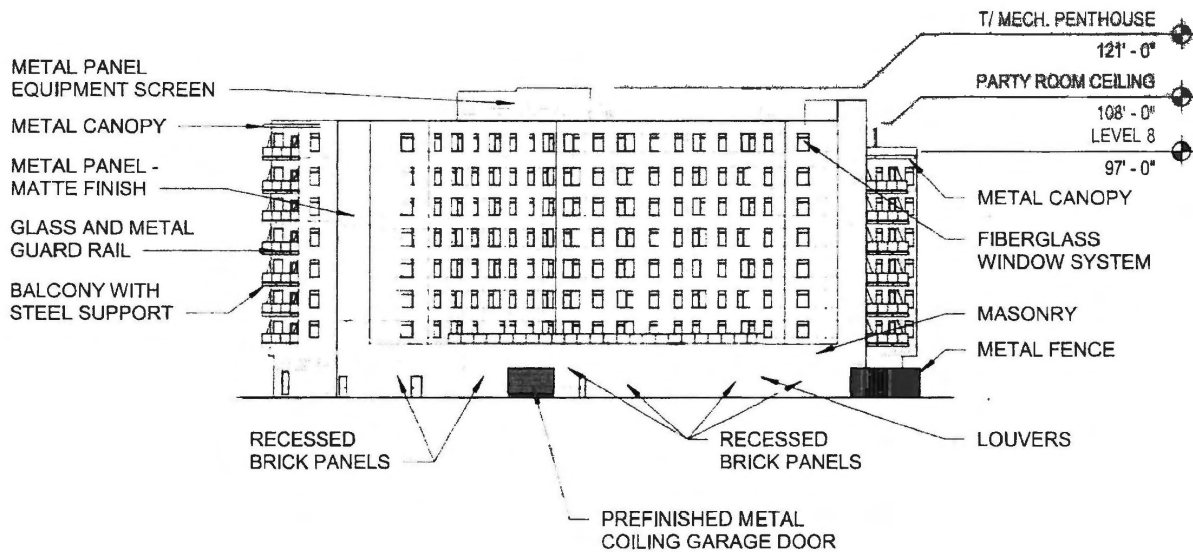 T/ MECH. PENTHOUSE
121' - 0"
PARTY ROOM CEILING
108' - 0"
LEVEL 8
97' - 0"
METAL PANEL
EQUIPMENT SCREEN
METAL CANOPY
METAL PANEL -
MATTE FINISH
GLASS AND METAL
GUARD RAIL
BALCONY WITH
STEEL SUPPORT
METAL CANOPY
FIBERGLASS
WINDOW SYSTEM
MASONRY
METAL FENCE
LOUVERS
RECESSED
BRICK PANELS
RECESSED
BRICK PANELS
PREFINISHED METAL
COILING GARAGE DOOR